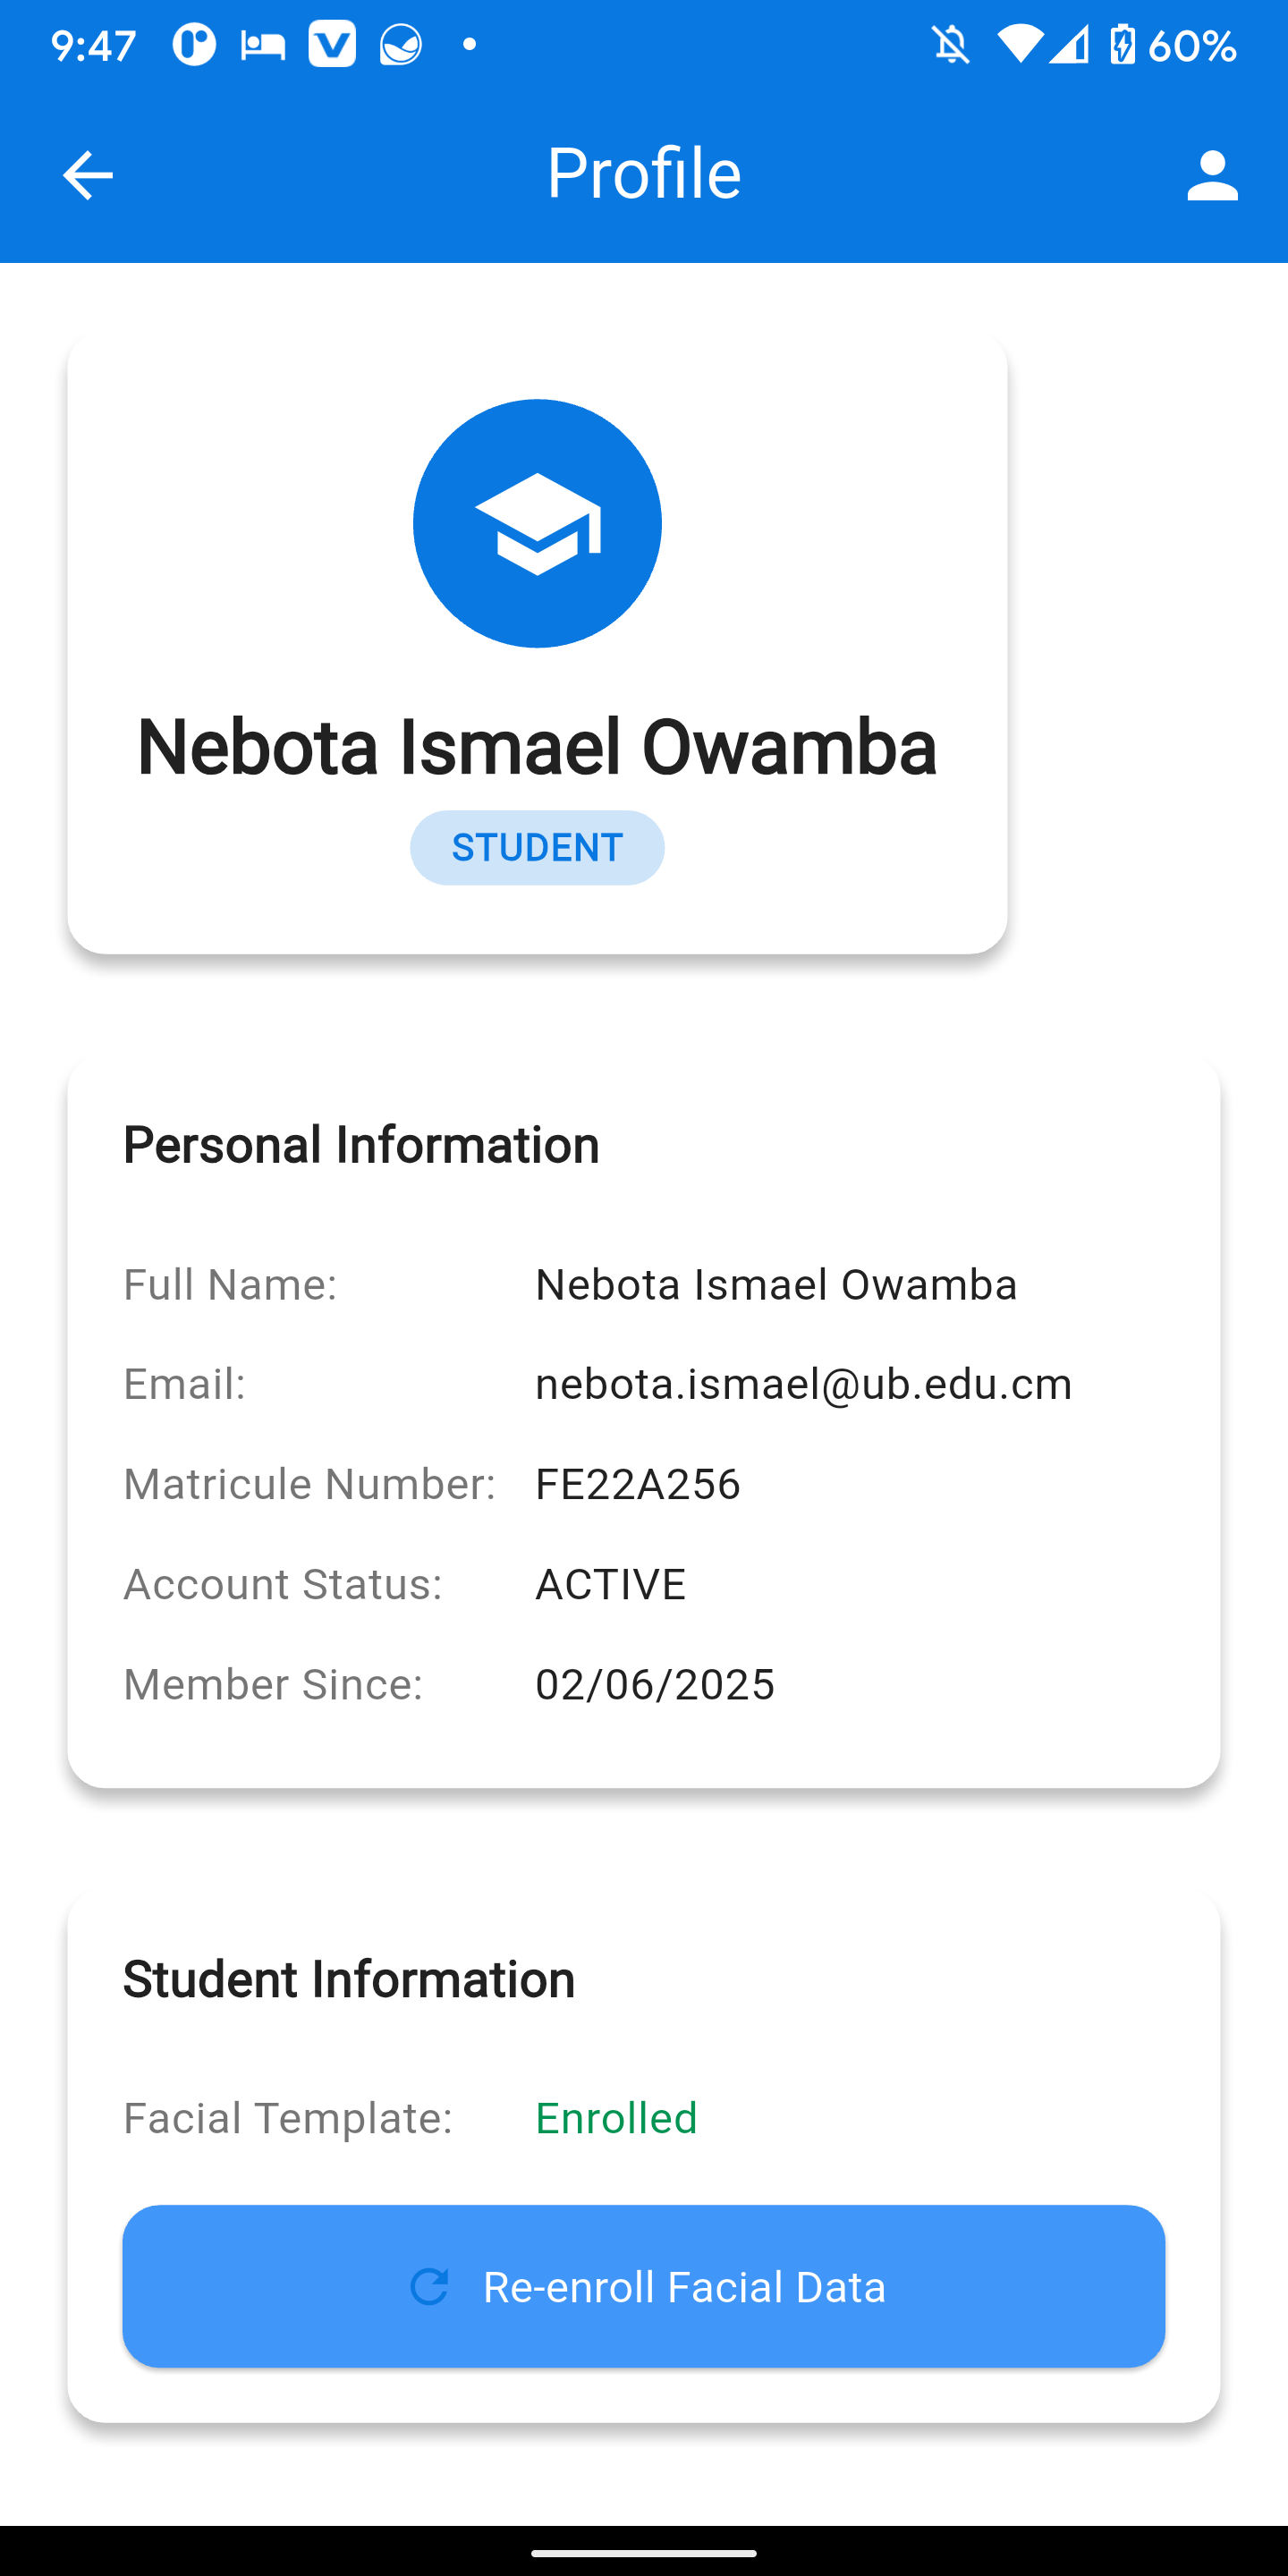 9:47
60%
Profile
Nebota Ismael Owamba
STUDENT
Personal Information
Full Name: Nebota Ismael Owamba
Email: nebota.ismael@ub.edu.cm
Matricule Number: FE22A256
Account Status: ACTIVE
Member Since: 02/06/2025
Student Information
Facial Template: Enrolled
Re-enroll Facial Data